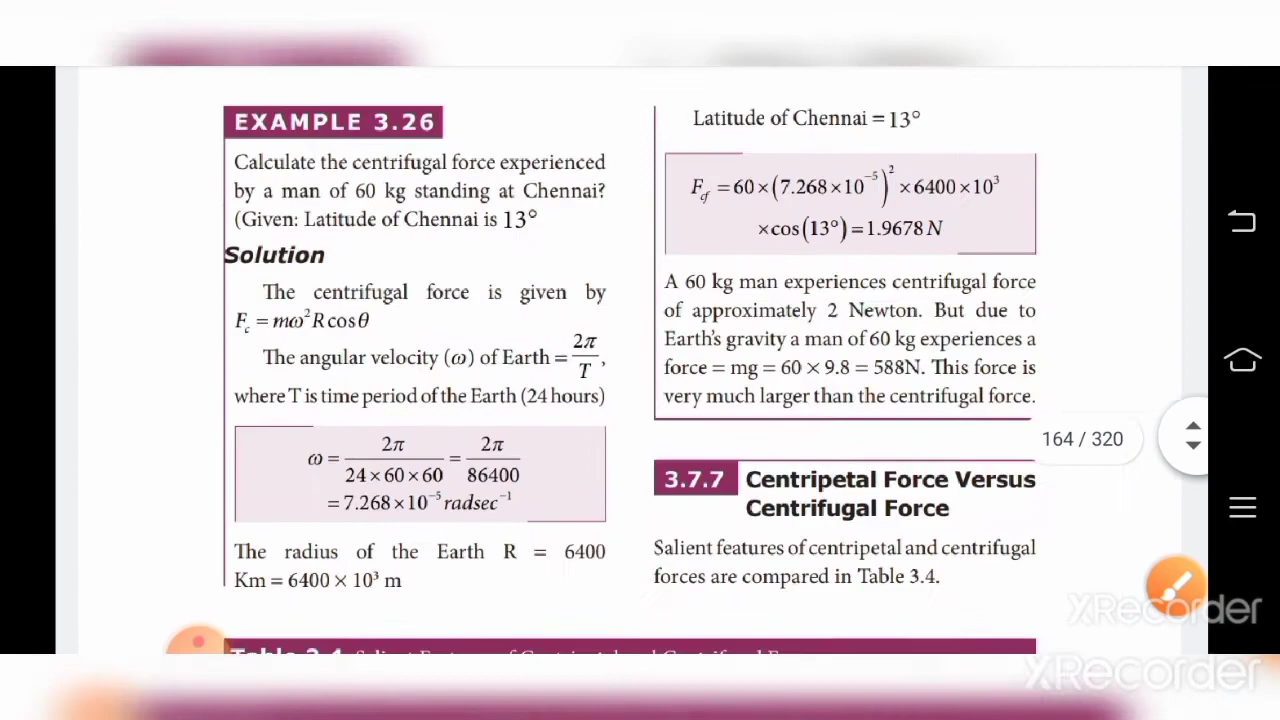 EXAMPLE 3.26
Calculate the centrifugal force experienced
by a man of 60 kg standing at Chennai?
(Given: Latitude of Chennai is 13°
Solution
The centrifugal force is given by
F_c = mω²R cosθ
The angular velocity (ω) of Earth = 2π/T,
where T is time period of the Earth (24 hours)
ω = 2π/(24×60×60) = 2π/86400
= 7.268×10⁻⁵ radsec⁻¹
The radius of the Earth R = 6400
Km = 6400 × 10³ m
Latitude of Chennai = 13°
F_cf = 60×(7.268×10⁻⁵)²×6400×10³
×cos(13°)=1.9678 N
A 60 kg man experiences centrifugal force
of approximately 2 Newton. But due to
Earth's gravity a man of 60 kg experiences a
force = mg = 60 × 9.8 = 588N. This force is
very much larger than the centrifugal force.
3.7.7 Centripetal Force Versus
Centrifugal Force
Salient features of centripetal and centrifugal
forces are compared in Table 3.4.
164 / 320
XRecorder
XRecorder